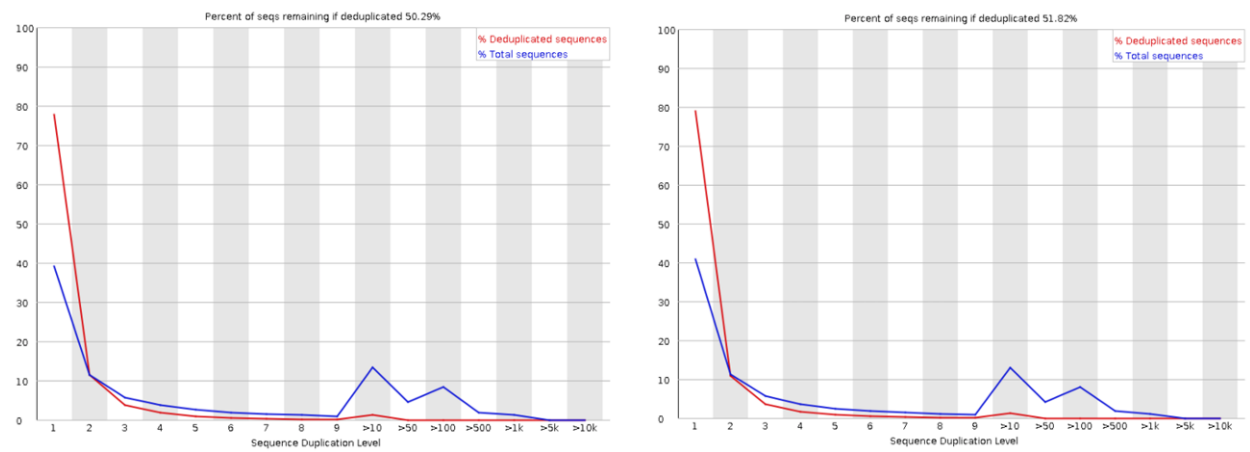 Percent of seqs remaining if deduplicated 50.29%
% Deduplicated sequences
% Total sequences
100
90
80
70
60
50
40
30
20
10
0
1 2 3 4 5 6 7 8 9 >10 >50 >100 >500 >1k >5k >10k
Sequence Duplication Level
Percent of seqs remaining if deduplicated 51.82%
% Deduplicated sequences
% Total sequences
100
90
80
70
60
50
40
30
20
10
0
1 2 3 4 5 6 7 8 9 >10 >50 >100 >500 >1k >5k >10k
Sequence Duplication Level